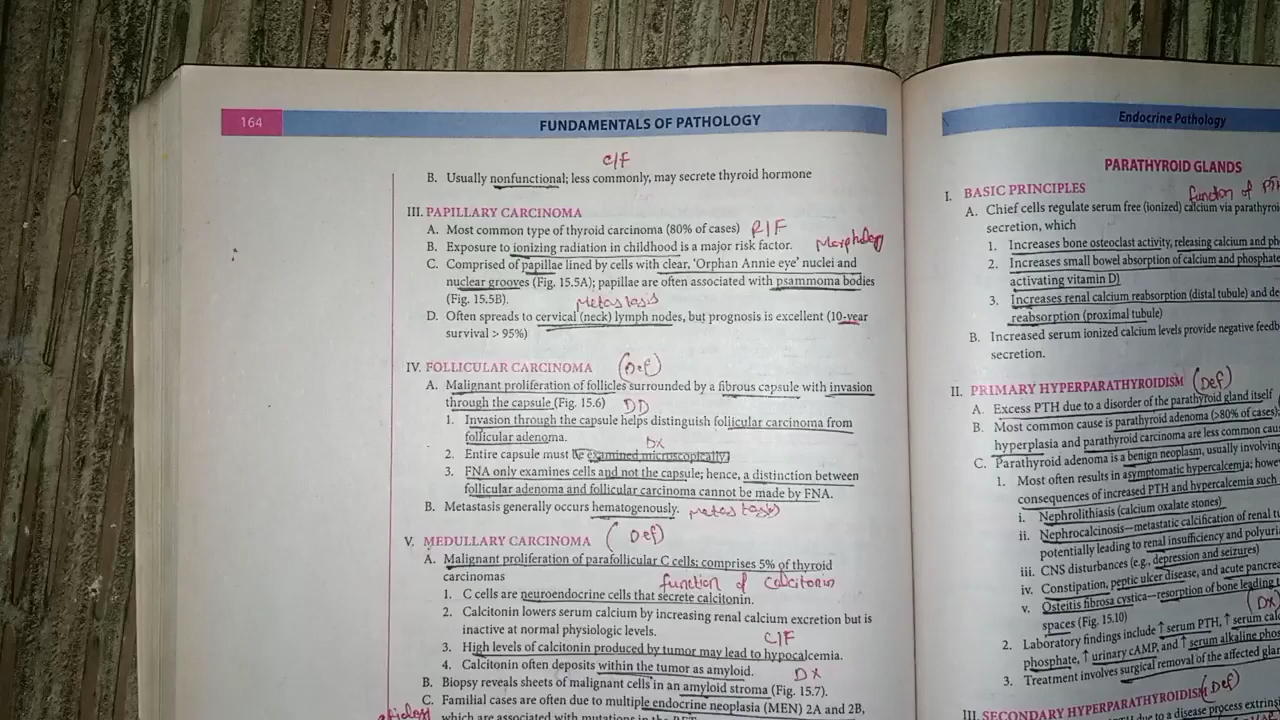 164
FUNDAMENTALS OF PATHOLOGY
C/F
B. Usually nonfunctional; less commonly, may secrete thyroid hormone
III. PAPILLARY CARCINOMA
A. Most common type of thyroid carcinoma (80% of cases) R/F
B. Exposure to ionizing radiation in childhood is a major risk factor. Morphology
C. Comprised of papillae lined by cells with clear, 'Orphan Annie eye' nuclei and
nuclear grooves (Fig. 15.5A); papillae are often associated with psammoma bodies
(Fig. 15.5B). Metastasis
D. Often spreads to cervical (neck) lymph nodes, but prognosis is excellent (10-year
survival > 95%)
IV. FOLLICULAR CARCINOMA (Def)
A. Malignant proliferation of follicles surrounded by a fibrous capsule with invasion
through the capsule (Fig. 15.6) DD
1. Invasion through the capsule helps distinguish follicular carcinoma from
follicular adenoma. DX
2. Entire capsule must be examined microscopically.
3. FNA only examines cells and not the capsule; hence, a distinction between
follicular adenoma and follicular carcinoma cannot be made by FNA.
B. Metastasis generally occurs hematogenously. metastasis
V. MEDULLARY CARCINOMA (Def)
A. Malignant proliferation of parafollicular C cells; comprises 5% of thyroid
carcinomas function of Calcitonin
1. C cells are neuroendocrine cells that secrete calcitonin.
2. Calcitonin lowers serum calcium by increasing renal calcium excretion but is
inactive at normal physiologic levels. C/F
3. High levels of calcitonin produced by tumor may lead to hypocalcemia.
4. Calcitonin often deposits within the tumor as amyloid. DX
B. Biopsy reveals sheets of malignant cells in an amyloid stroma (Fig. 15.7).
C. Familial cases are often due to multiple endocrine neoplasia (MEN) 2A and 2B,
which are associated with mutations in the RET
Endocrine Pathology
PARATHYROID GLANDS
I. BASIC PRINCIPLES function of
A. Chief cells regulate serum free (ionized) calcium via parathyroi
secretion, which
1. Increases bone osteoclast activity, releasing calcium and ph
2. Increases small bowel absorption of calcium and phosphate
activating vitamin D)
3. Increases renal calcium reabsorption (distal tubule) and de
reabsorption (proximal tubule)
B. Increased serum ionized calcium levels provide negative feedb
secretion.
II. PRIMARY HYPERPARATHYROIDISM (Def)
A. Excess PTH due to a disorder of the parathyroid gland itself
B. Most common cause is parathyroid adenoma (>80% of cases)
hyperplasia and parathyroid carcinoma are less common cau
C. Parathyroid adenoma is a benign neoplasm, usually involving
1. Most often results in asymptomatic hypercalcemia; howe
consequences of increased PTH and hypercalcemia such
i. Nephrolithiasis (calcium oxalate stones)
ii. Nephrocalcinosis—metastatic calcification of renal tu
potentially leading to renal insufficiency and polyuri
iii. CNS disturbances (e.g., depression and seizures)
iv. Constipation, peptic ulcer disease, and acute pancrea
v. Osteitis fibrosa cystica—resorption of bone leading
spaces (Fig. 15.10) (Dx
2. Laboratory findings include ↑ serum PTH, ↑ serum calc
phosphate, ↑ urinary cAMP, and ↑ serum alkaline phos
3. Treatment involves surgical removal of the affected glan
III. SECONDARY HYPERPARATHYROIDISM (Def)
due to a disease process extrin